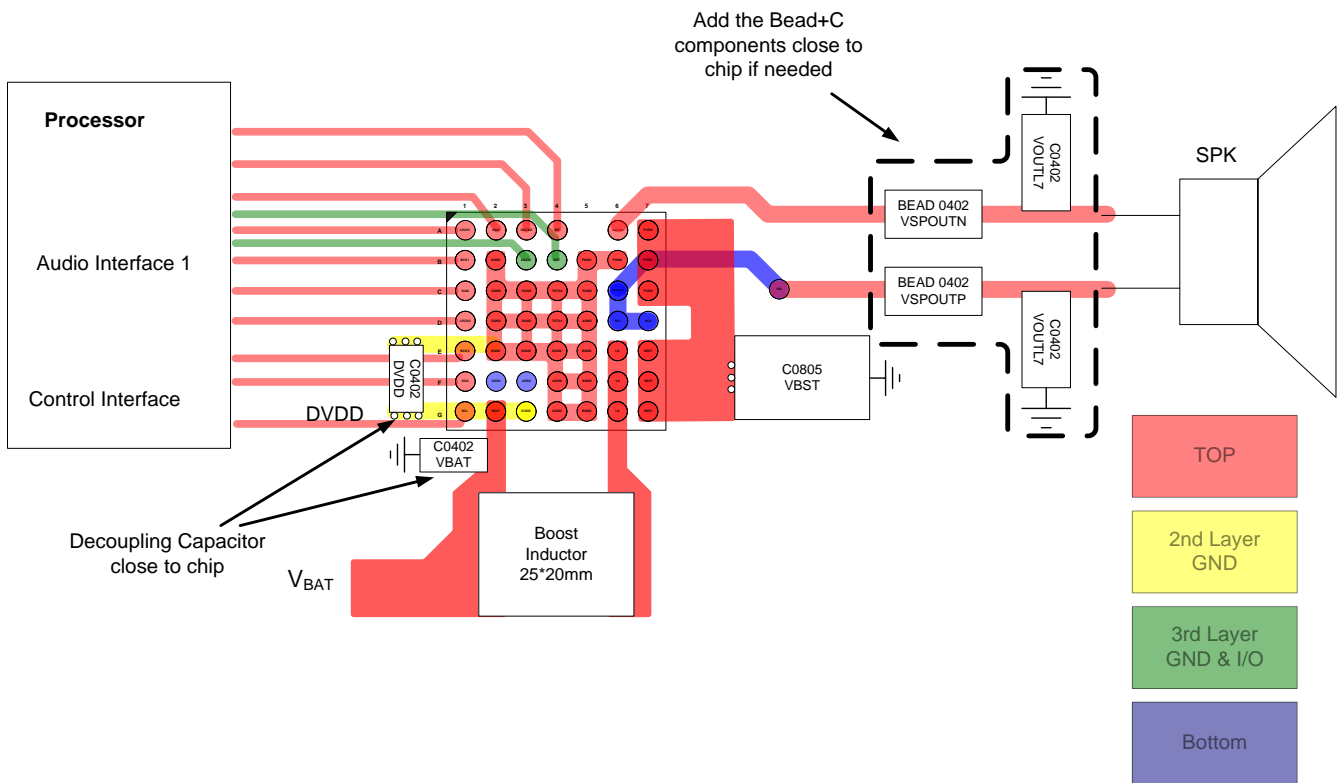 Add the Bead+C
components close to
chip if needed
Processor
Audio Interface 1
Control Interface
DVDD
C0402
DVDD
C0402
VBAT
Decoupling Capacitor
close to chip
VBAT
Boost
Inductor
25*20mm
1 2 3 4 5 6 7
A
B
C
D
E
F
G
C0805
VBST
BEAD 0402
VSPOUTN
BEAD 0402
VSPOUTP
C0402
VOUTL7
C0402
VOUTL7
SPK
TOP
2nd Layer
GND
3rd Layer
GND & I/O
Bottom